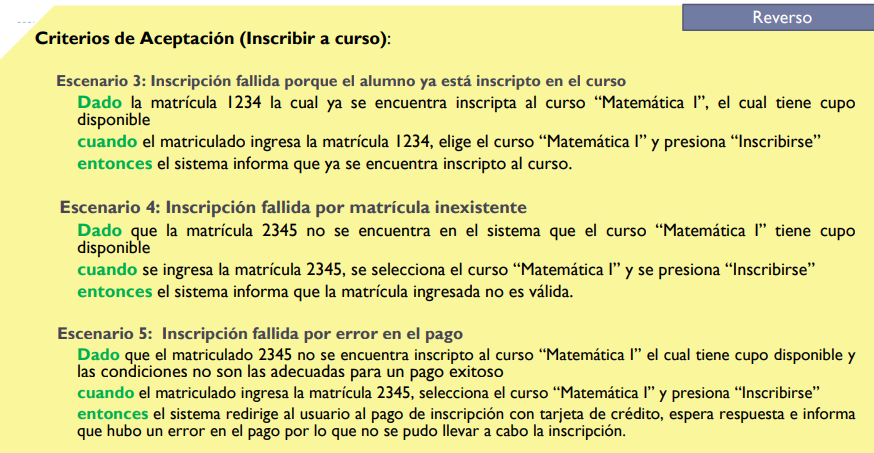 Reverso
Criterios de Aceptación (Inscribir a curso):
Escenario 3: Inscripción fallida porque el alumno ya está inscripto en el curso
Dado la matrícula 1234 la cual ya se encuentra inscripta al curso “Matemática I”, el cual tiene cupo
disponible
cuando el matriculado ingresa la matrícula 1234, elige el curso “Matemática I” y presiona “Inscribirse”
entonces el sistema informa que ya se encuentra inscripto al curso.
Escenario 4: Inscripción fallida por matrícula inexistente
Dado que la matrícula 2345 no se encuentra en el sistema que el curso “Matemática I” tiene cupo
disponible
cuando se ingresa la matrícula 2345, se selecciona el curso “Matemática I” y se presiona “Inscribirse”
entonces el sistema informa que la matrícula ingresada no es válida.
Escenario 5: Inscripción fallida por error en el pago
Dado que el matriculado 2345 no se encuentra inscripto al curso “Matemática I” el cual tiene cupo disponible y
las condiciones no son las adecuadas para un pago exitoso
cuando el matriculado ingresa la matrícula 2345, selecciona el curso “Matemática I” y presiona “Inscribirse”
entonces el sistema redirige al usuario al pago de inscripción con tarjeta de crédito, espera respuesta e informa
que hubo un error en el pago por lo que no se pudo llevar a cabo la inscripción.